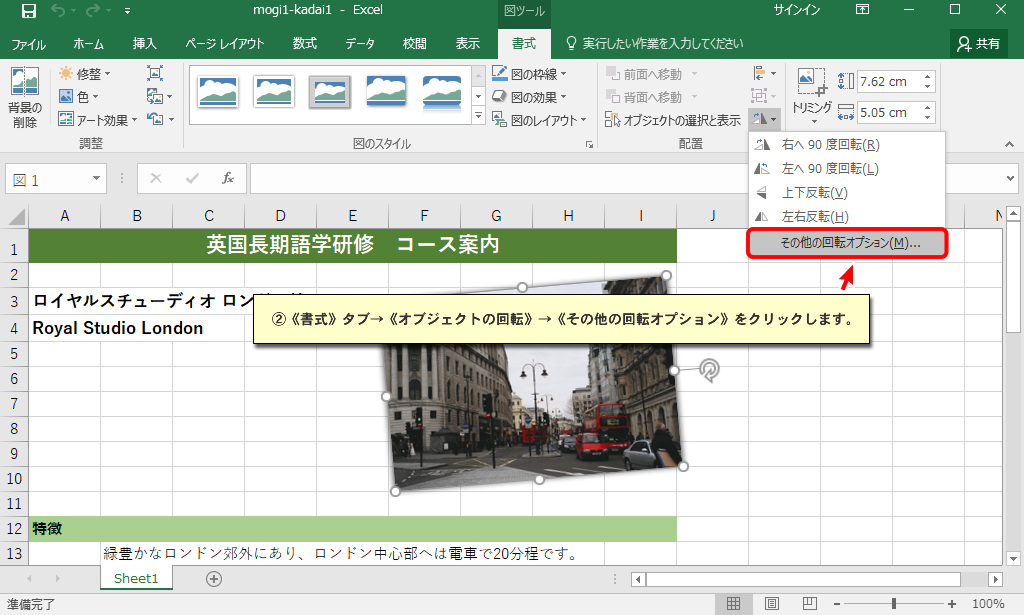 mogi1-kadai1 - Excel
図ツール
サインイン
ファイル
ホーム
挿入
ページ レイアウト
数式
データ
校閲
表示
書式
実行したい作業を入力してください
共有
背景の
削除
修整
色
アート効果
調整
図の枠線
図の効果
図のレイアウト
図のスタイル
前面へ移動
背面へ移動
オブジェクトの選択と表示
配置
トリミング
7.62 cm
5.05 cm
右へ 90 度回転(R)
左へ 90 度回転(L)
上下反転(V)
左右反転(H)
その他の回転オプション(M)...
図 1
fx
A B C D E F G H I J
1 英国長期語学研修 コース案内
2
3 ロイヤルスチューディオ ロン
4 Royal Studio London
②《書式》タブ→《オブジェクトの回転》→《その他の回転オプション》をクリックします。
5
6
7
8
9
10
11
12 特徴
13 緑豊かなロンドン郊外にあり、ロンドン中心部へは電車で20分程です。
Sheet1
準備完了
100%